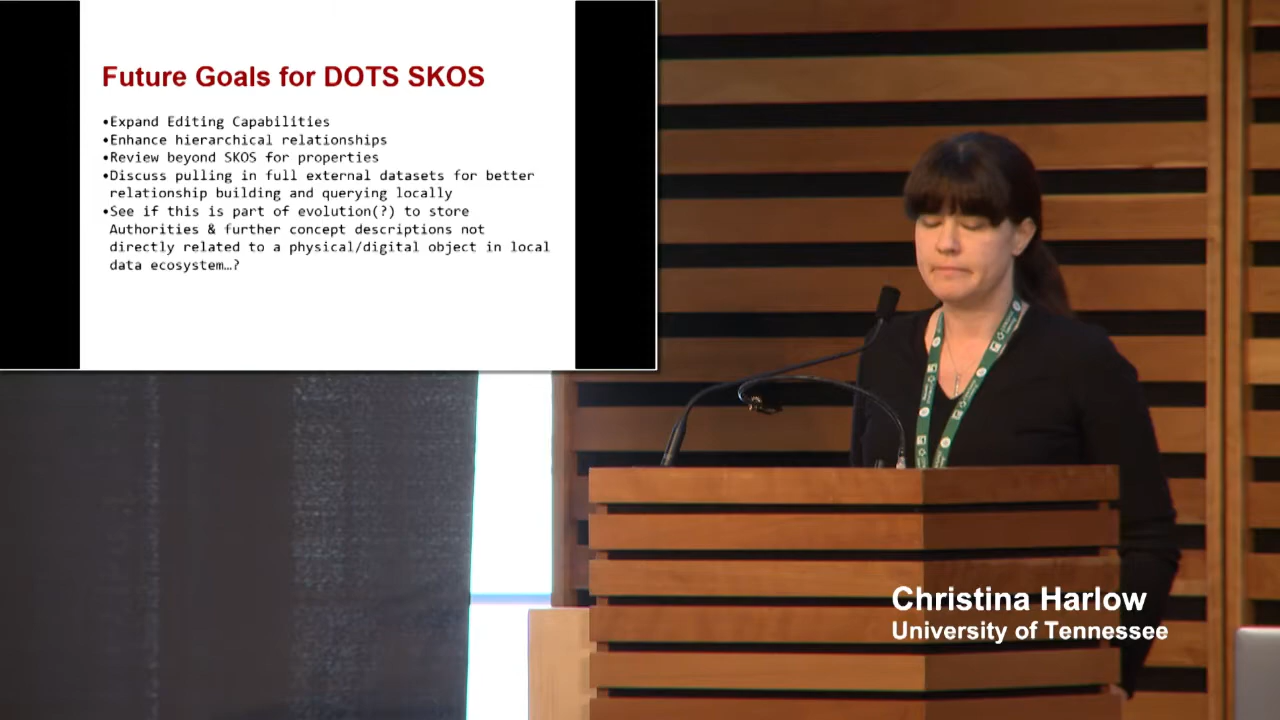 Future Goals for DOTS SKOS
•Expand Editing Capabilities
•Enhance hierarchical relationships
•Review beyond SKOS for properties
•Discuss pulling in full external datasets for better
relationship building and querying locally
•See if this is part of evolution(?) to store
Authorities & further concept descriptions not
directly related to a physical/digital object in local
data ecosystem…?
Christina Harlow
University of Tennessee